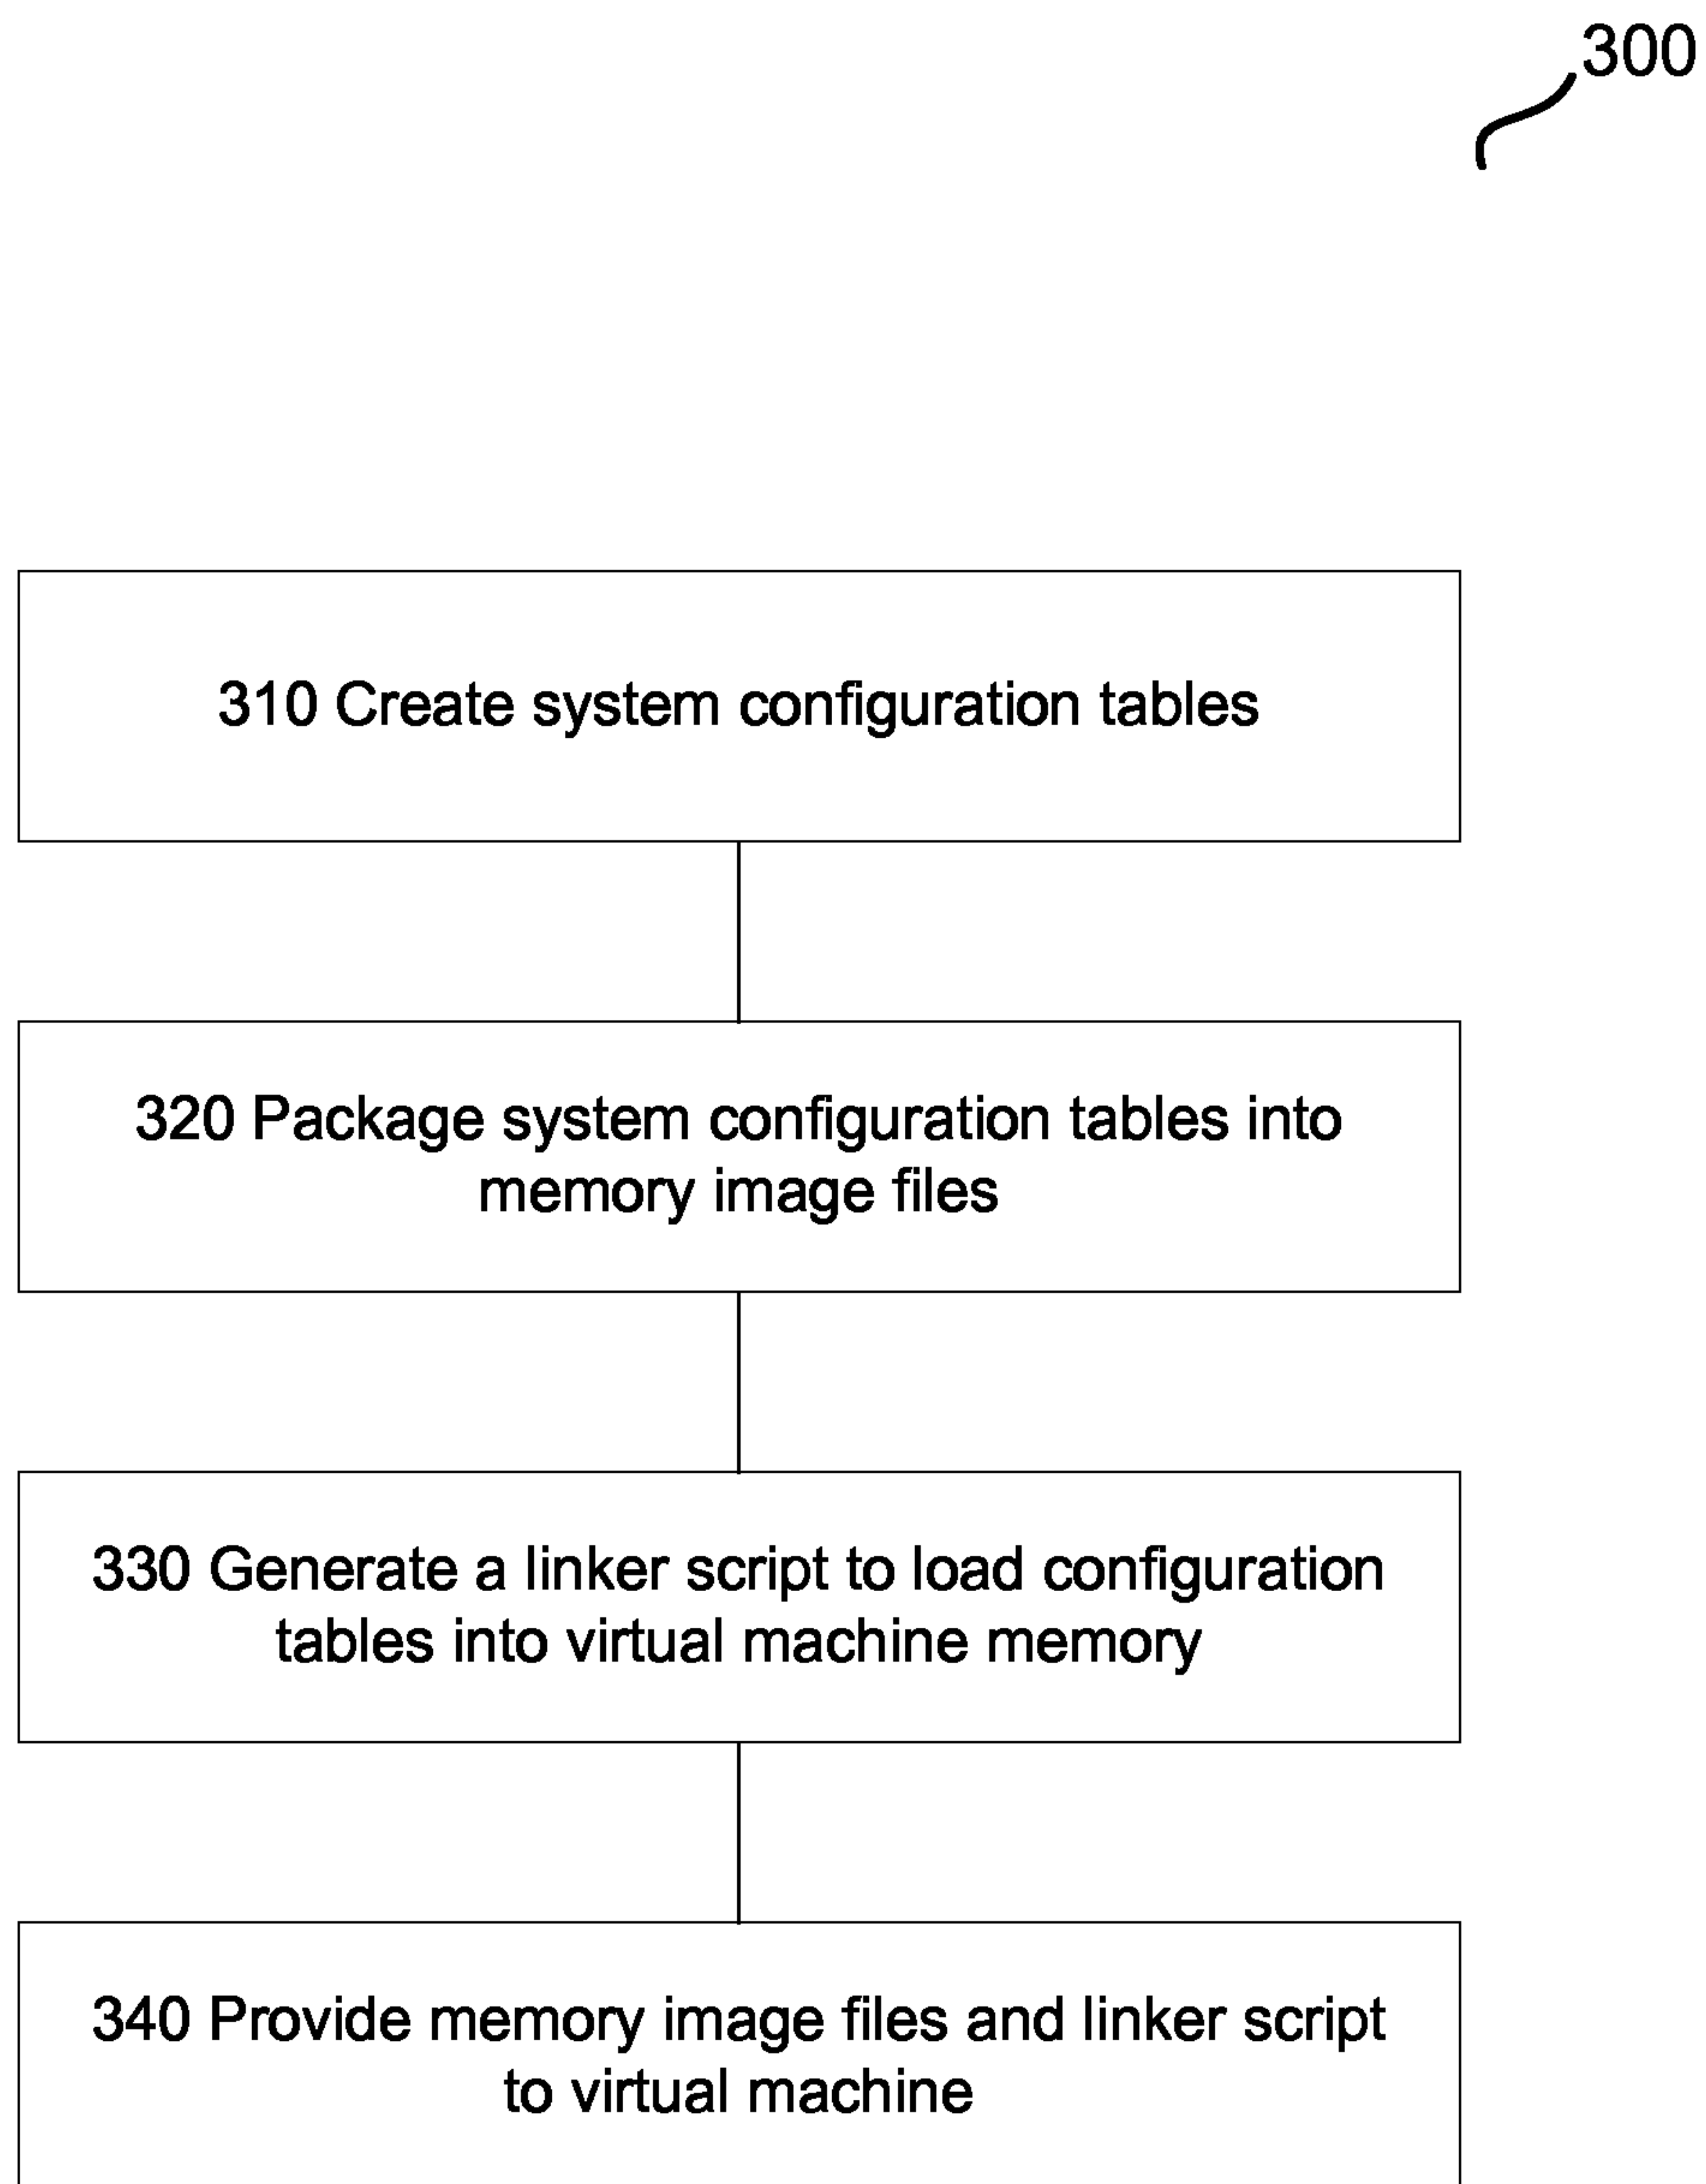 300
310 Create system configuration tables
320 Package system configuration tables into
memory image files
330 Generate a linker script to load configuration
tables into virtual machine memory
340 Provide memory image files and linker script
to virtual machine